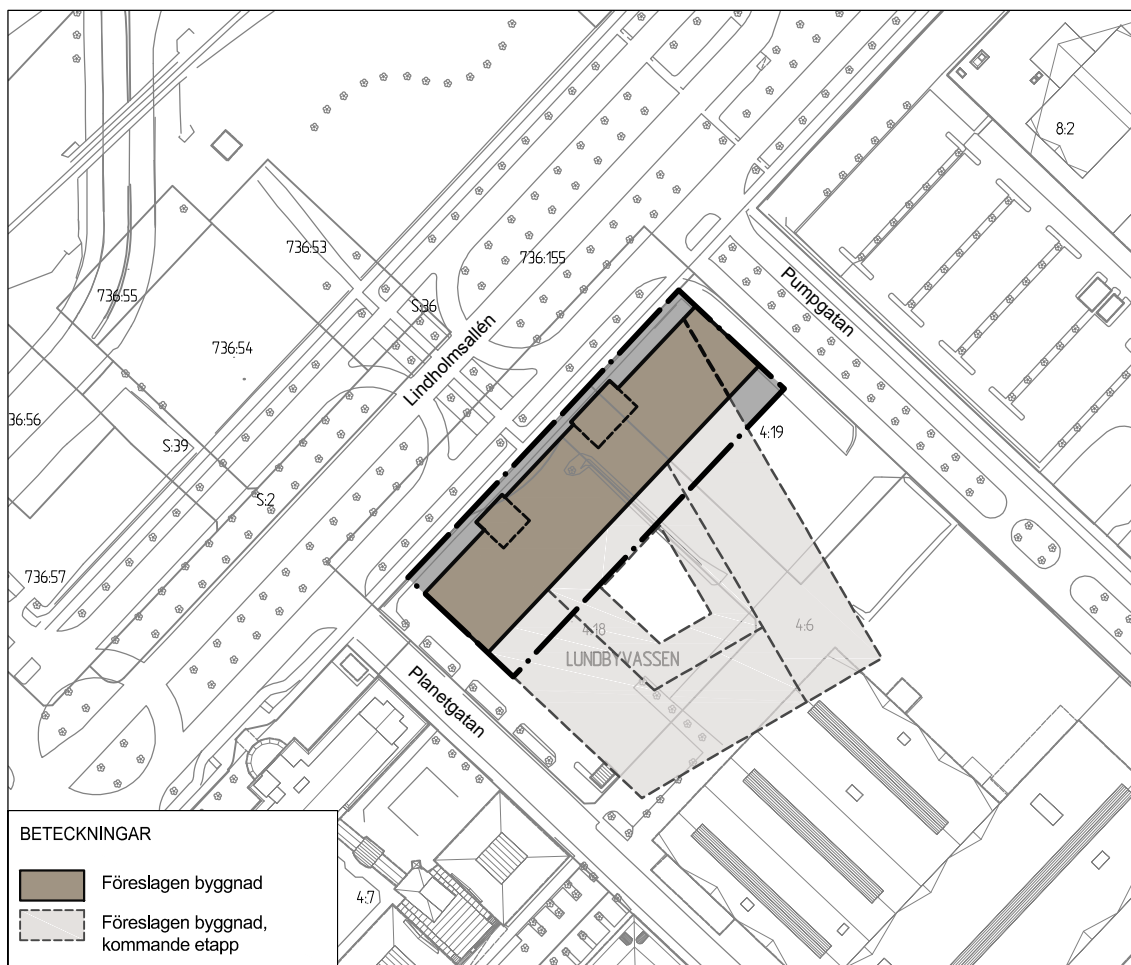 8:2
736:53
736:155
Pumpgatan
736:55
S:36
736:54
Lindholmsallén
36:56
4:19
S:39
S:2
736:57
4:18
4:6
LUNDBYVASSEN
Planetgatan
BETECKNINGAR
4:7
Föreslagen byggnad
Föreslagen byggnad,
kommande etapp